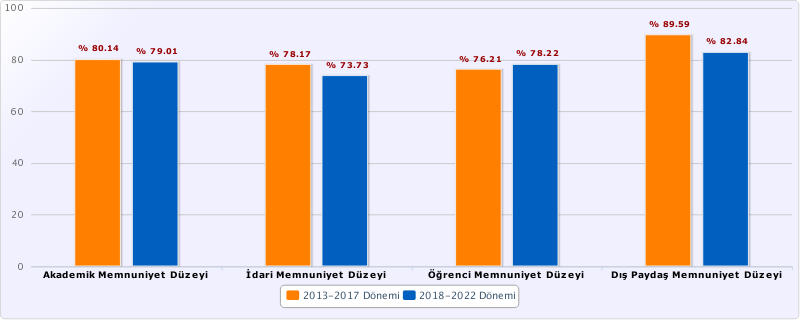 100
80
60
40
20
0
% 80.14
% 79.01
% 78.17
% 73.73
% 76.21
% 78.22
% 89.59
% 82.84
Akademik Memnuniyet Düzeyi
İdari Memnuniyet Düzeyi
Öğrenci Memnuniyet Düzeyi
Dış Paydaş Memnuniyet Düzeyi
2013-2017 Dönemi
2018-2022 Dönemi